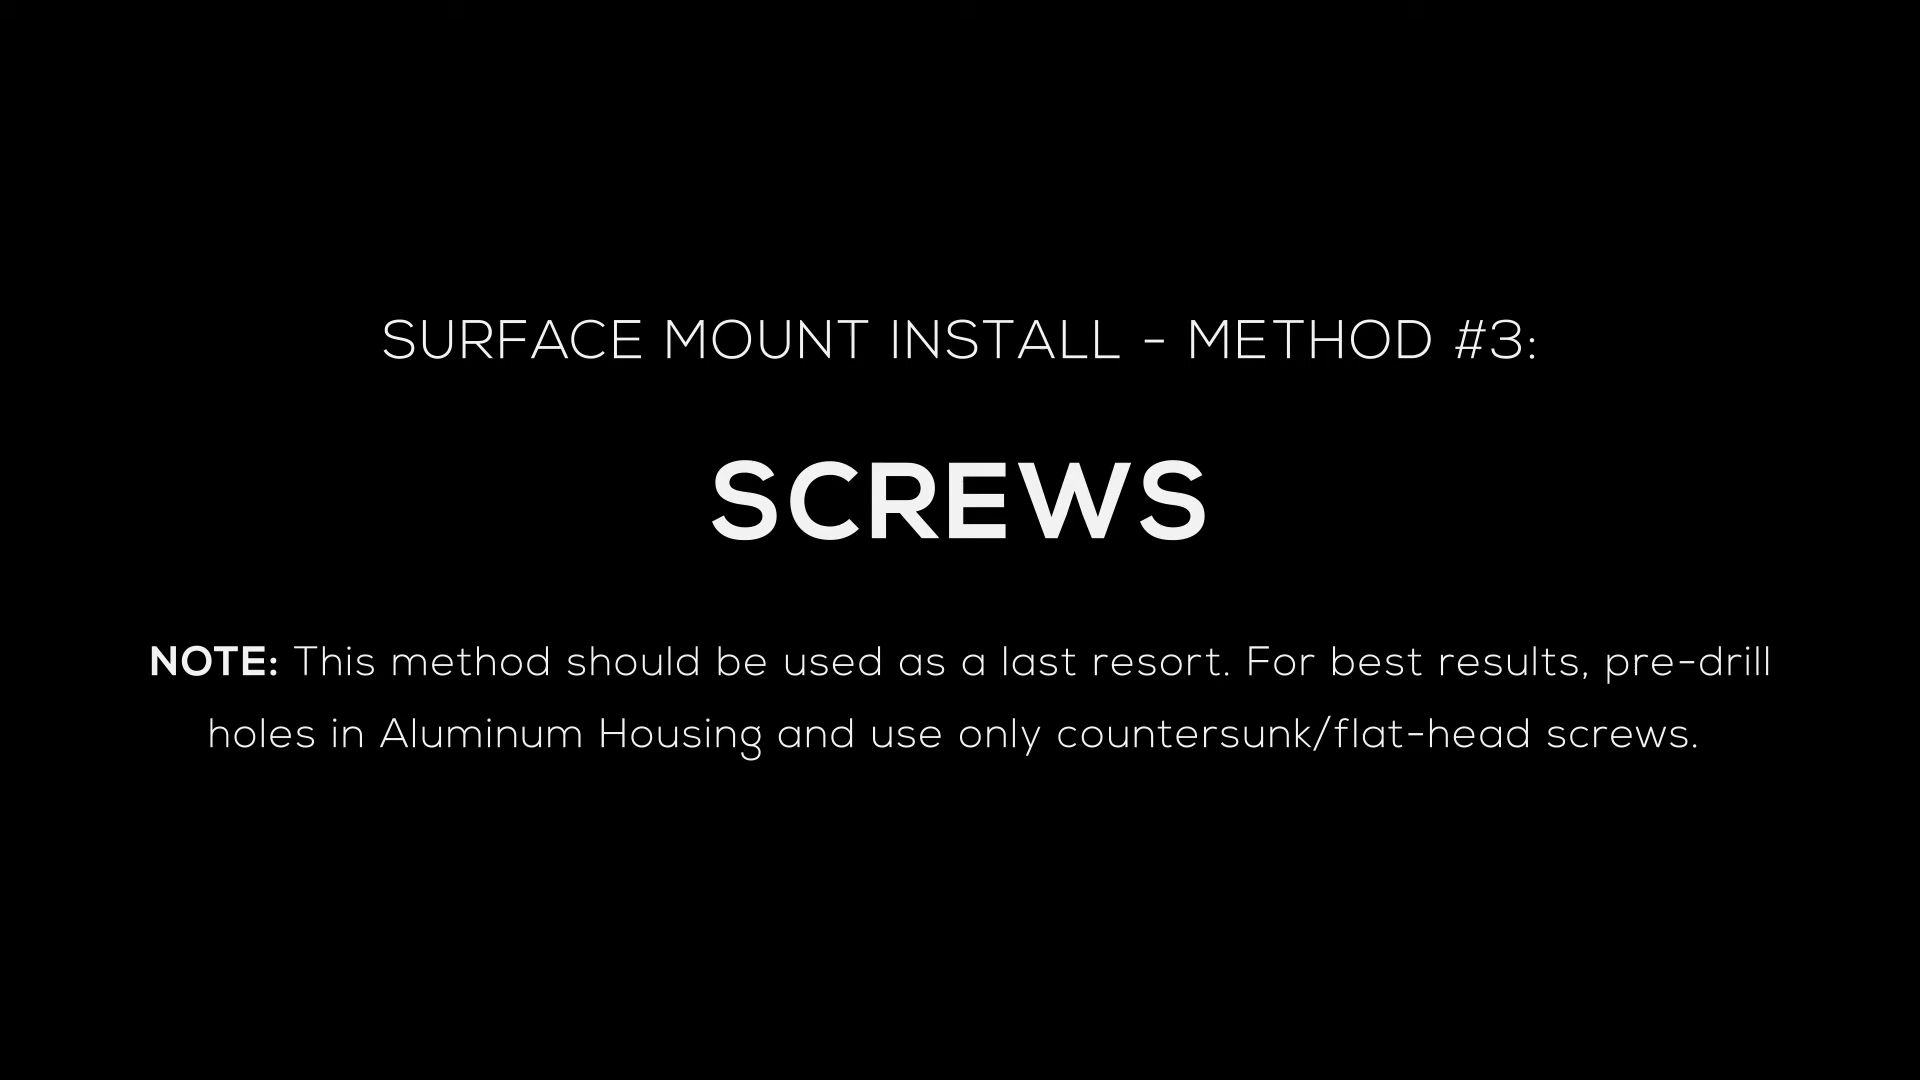 SURFACE MOUNT INSTALL - METHOD #3:
SCREWS
NOTE: This method should be used as a last resort. For best results, pre-drill
holes in Aluminum Housing and use only countersunk/flat-head screws.